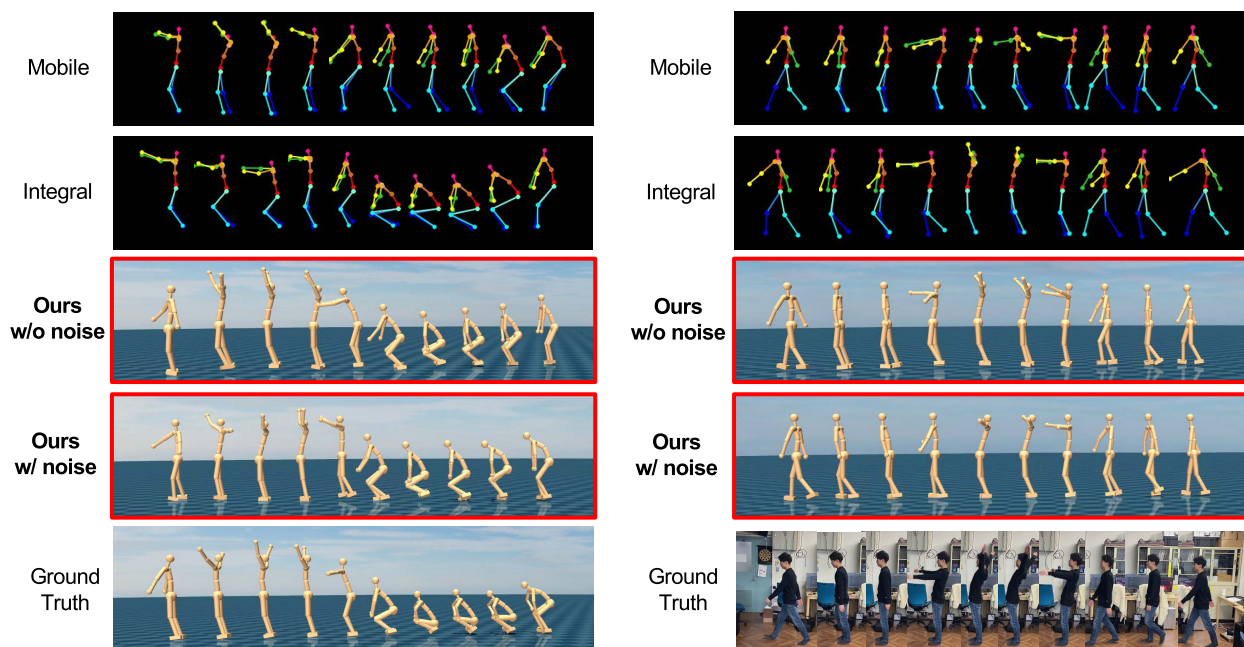 Mobile
Integral
Ours
w/o noise
Ours
w/ noise
Ground
Truth
Mobile
Integral
Ours
w/o noise
Ours
w/ noise
Ground
Truth